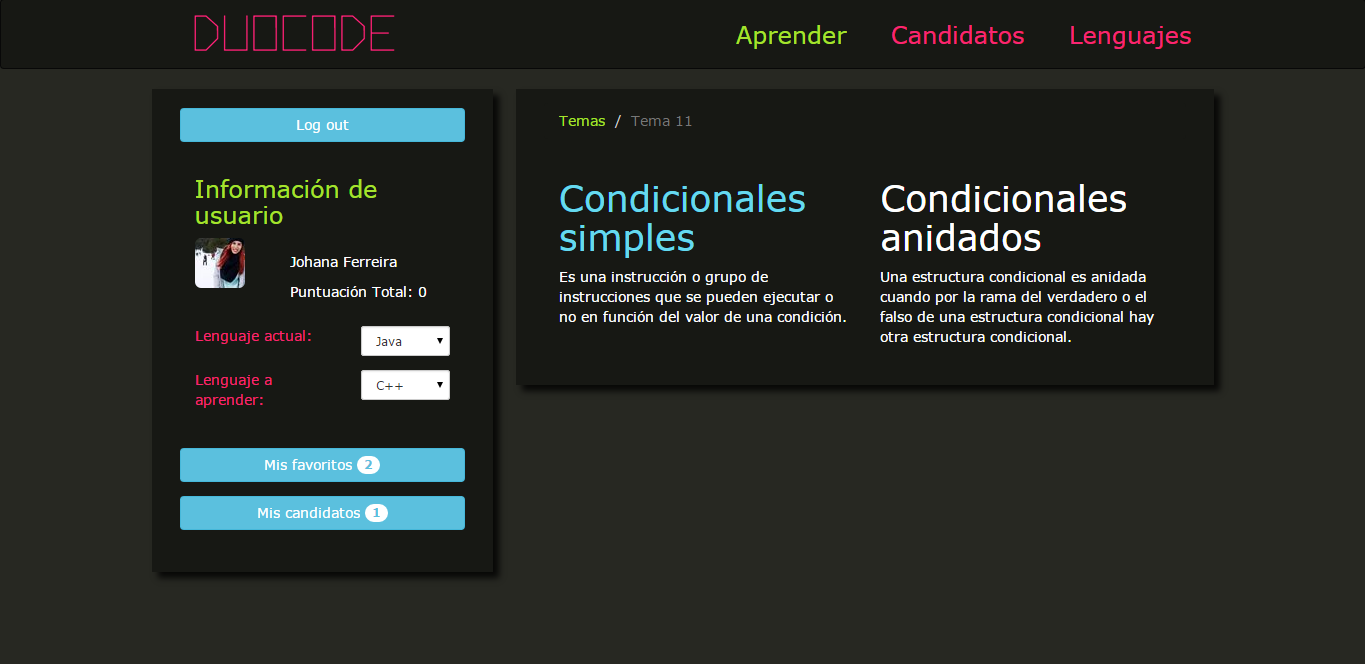 DUOCODE
Aprender
Candidatos
Lenguajes
Log out
Información de
usuario
Johana Ferreira
Puntuación Total: 0
Lenguaje actual:
Java
Lenguaje a
aprender:
C++
Mis favoritos 2
Mis candidatos 1
Temas / Tema 11
Condicionales
simples
Es una instrucción o grupo de
instrucciones que se pueden ejecutar o
no en función del valor de una condición.
Condicionales
anidados
Una estructura condicional es anidada
cuando por la rama del verdadero o el
falso de una estructura condicional hay
otra estructura condicional.